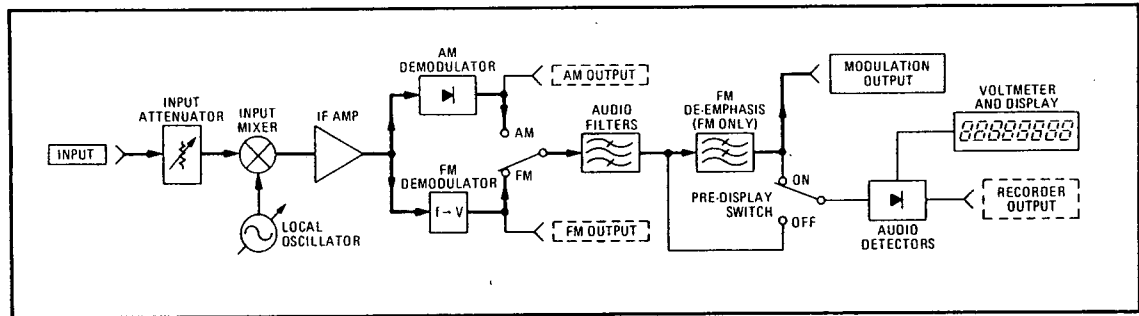 AM
DEMODULATOR
AM OUTPUT
MODULATION
OUTPUT
VOLTMETER
AND DISPLAY
88888888
INPUT
ATTENUATOR
INPUT
MIXER
IF AMP
AUDIO
FILTERS
FM
DE-EMPHASIS
(FM ONLY)
AM
INPUT
FM
DEMODULATOR
FM
f → V
ON
PRE-DISPLAY
SWITCH
OFF
RECORDER
OUTPUT
LOCAL
OSCILLATOR
FM OUTPUT
AUDIO
DETECTORS